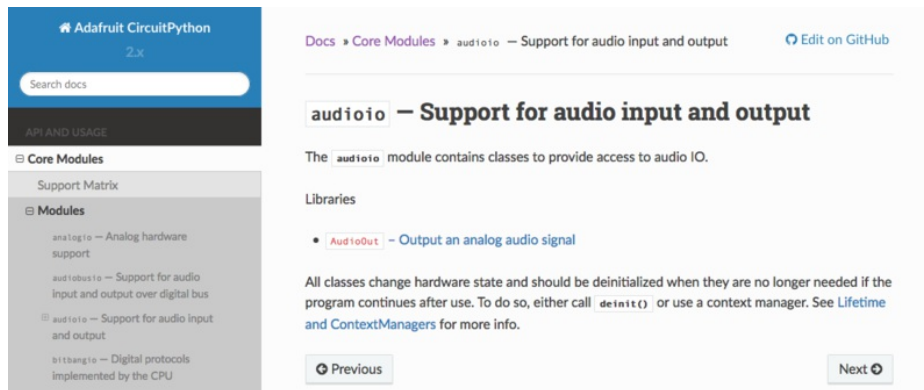 Adafruit CircuitPython
2.x
Search docs
API AND USAGE
Core Modules
Support Matrix
Modules
analogio — Analog hardware
support
audiobusio — Support for audio
input and output over digital bus
audioio — Support for audio input
and output
bitbangio — Digital protocols
implemented by the CPU
Docs » Core Modules » audioio — Support for audio input and output
Edit on GitHub
audioio — Support for audio input and output
The audioio module contains classes to provide access to audio IO.
Libraries
• AudioOut – Output an analog audio signal
All classes change hardware state and should be deinitialized when they are no longer needed if the
program continues after use. To do so, either call deinit() or use a context manager. See Lifetime
and ContextManagers for more info.
Previous
Next